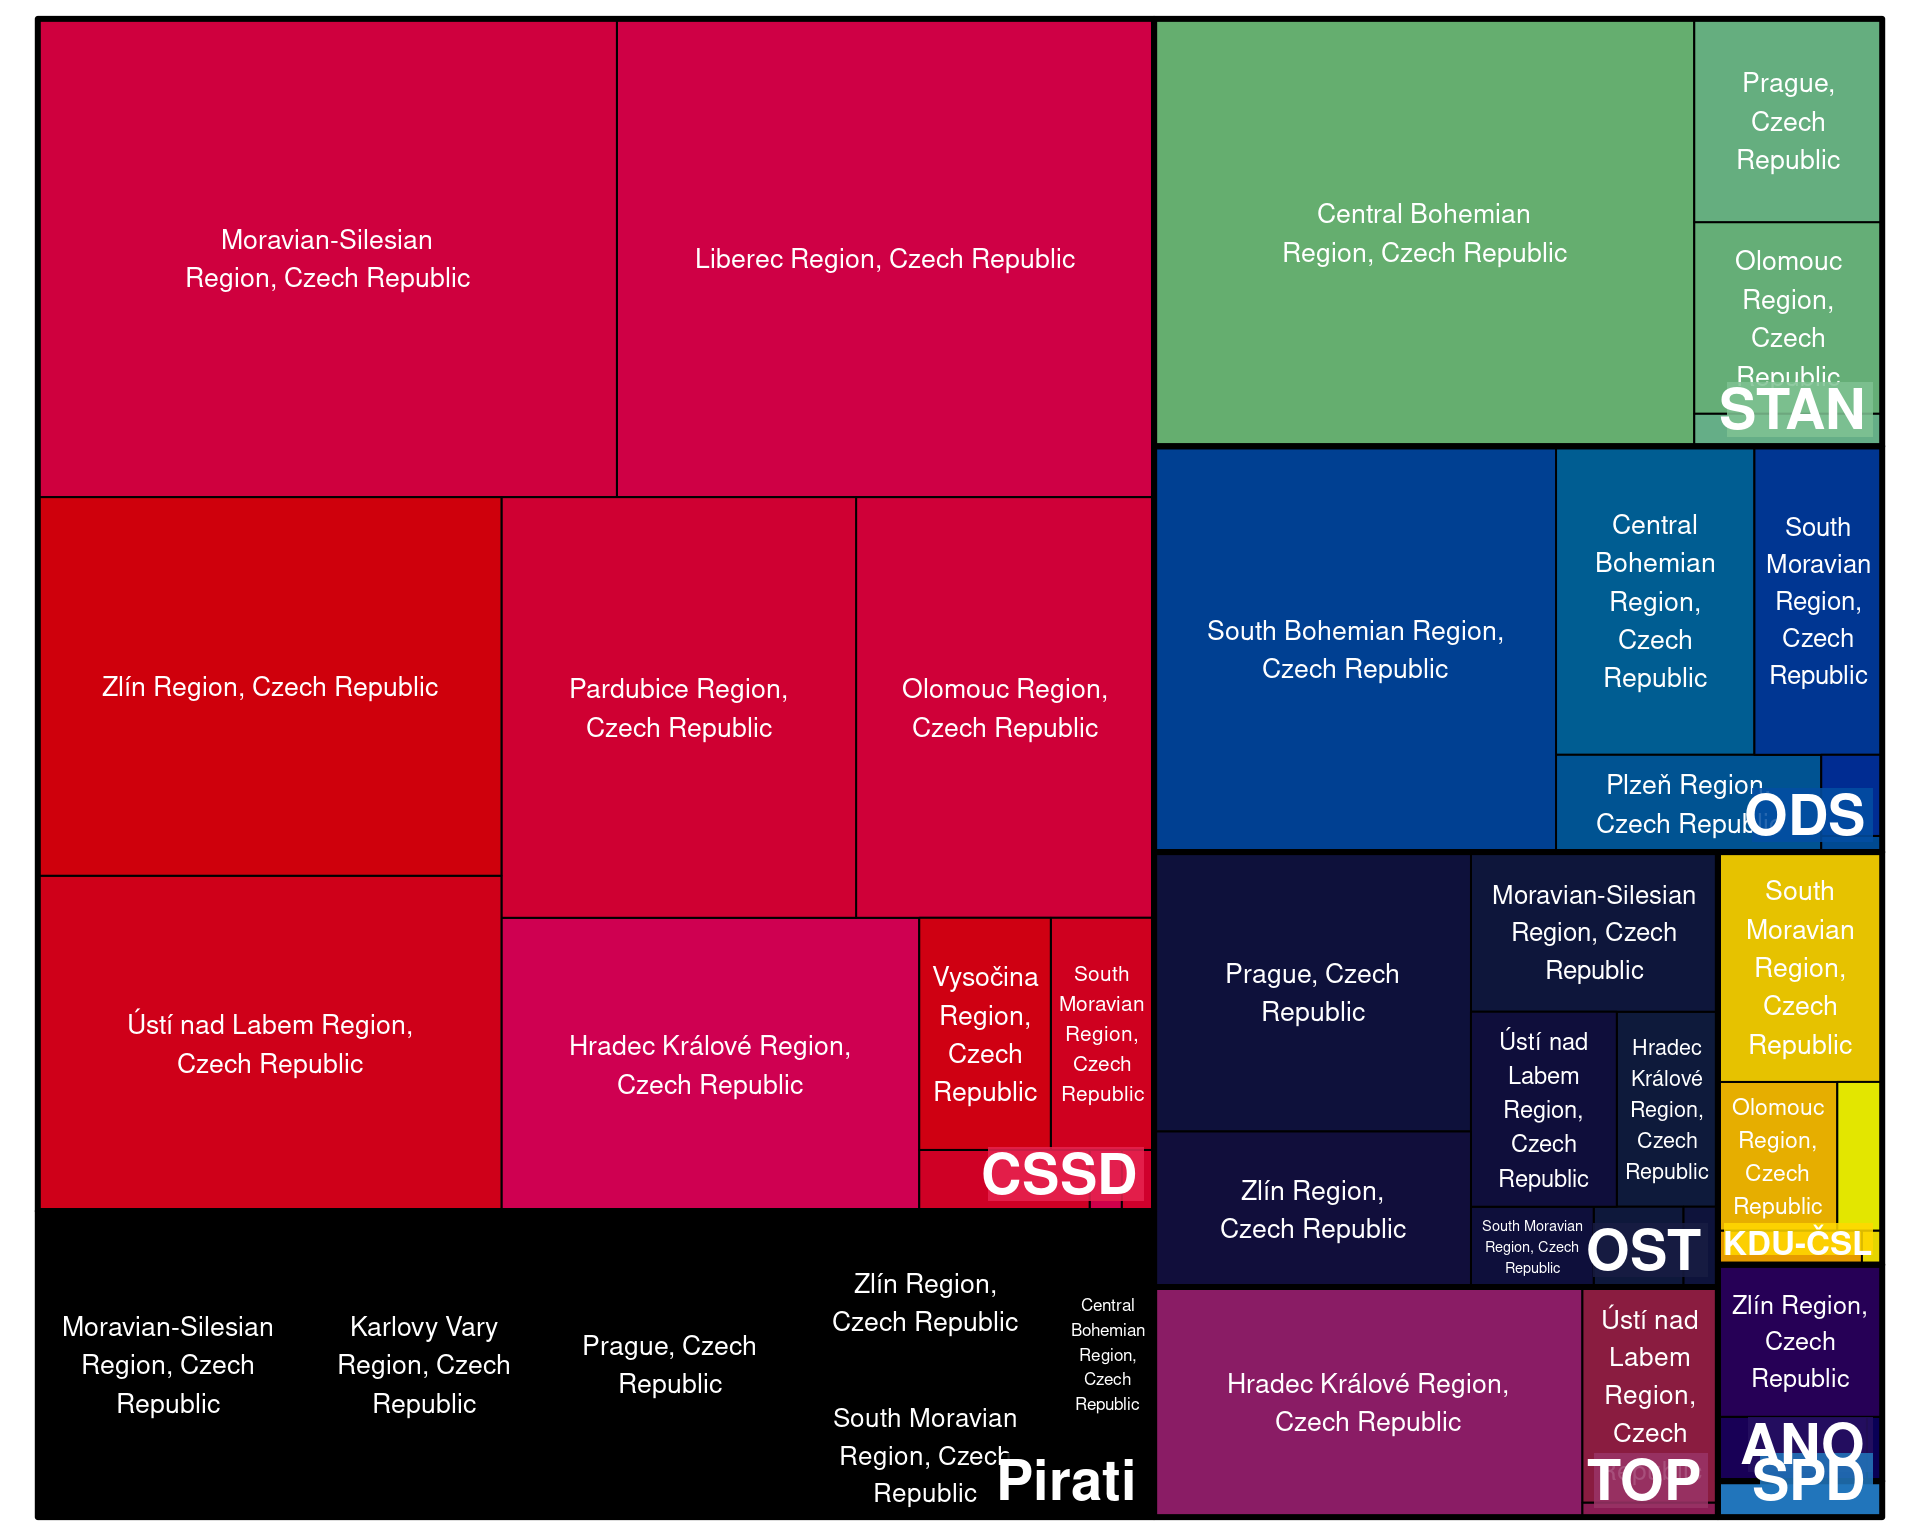 Moravian-Silesian
Region, Czech Republic
Liberec Region, Czech Republic
Zlín Region, Czech Republic
Pardubice Region,
Czech Republic
Olomouc Region,
Czech Republic
Ústí nad Labem Region,
Czech Republic
Hradec Králové Region,
Czech Republic
Vysočina
Region,
Czech
Republic
South
Moravian
Region,
Czech
Republic
CSSD
Moravian-Silesian
Region, Czech
Republic
Karlovy Vary
Region, Czech
Republic
Prague, Czech
Republic
Zlín Region,
Czech Republic
South Moravian
Region, Czech
Republic
Central
Bohemian
Region,
Czech
Republic
Pirati
Central Bohemian
Region, Czech Republic
Prague,
Czech
Republic
Olomouc
Region,
Czech
Republic
STAN
South Bohemian Region,
Czech Republic
Central
Bohemian
Region,
Czech
Republic
South
Moravian
Region,
Czech
Republic
Plzeň Region
Czech Republic
ODS
Prague, Czech
Republic
Moravian-Silesian
Region, Czech
Republic
Zlín Region,
Czech Republic
Ústí nad
Labem
Region,
Czech
Republic
Hradec
Králové
Region,
Czech
Republic
South Moravian
Region, Czech
Republic
OST
South
Moravian
Region,
Czech
Republic
Olomouc
Region,
Czech
Republic
KDU-ČSL
Hradec Králové Region,
Czech Republic
Ústí nad
Labem
Region,
Czech
TOP
Zlín Region,
Czech
Republic
ANO
SPD